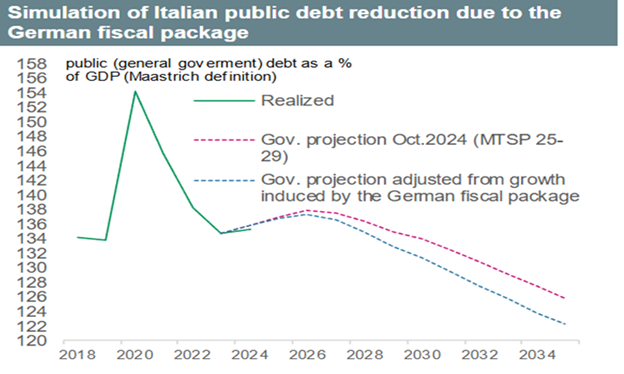 Simulation of Italian public debt reduction due to the
German fiscal package
public (general goverment) debt as a %
of GDP (Maastrich definition)
158
156
154
152
150
148
146
144
142
140
138
136
134
132
130
128
126
124
122
120
Realized
Gov. projection Oct.2024 (MTSP 25-
29)
Gov. projection adjusted from growth
induced by the German fiscal package
2018 2020 2022 2024 2026 2028 2030 2032 2034